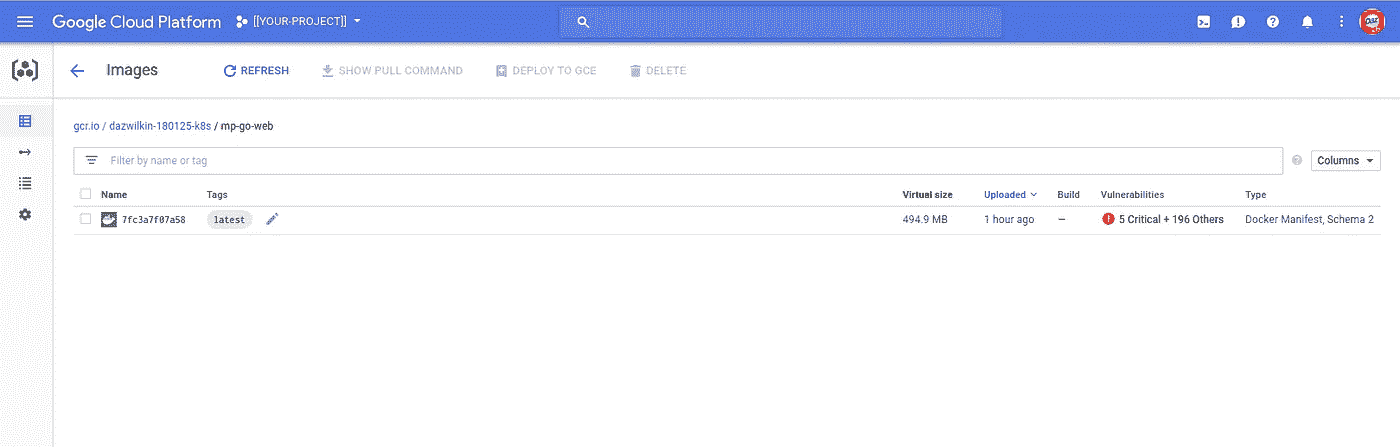 Google Cloud Platform [[YOUR-PROJECT]]
Images REFRESH SHOW PULL COMMAND DEPLOY TO GCE DELETE
gcr.io / dazwilkin-180125-k8s / mp-go-web
Filter by name or tag Columns
Name Tags Virtual size Uploaded Build Vulnerabilities Type
7fc3a7f07a58 latest 494.9 MB 1 hour ago — 5 Critical + 196 Others Docker Manifest, Schema 2